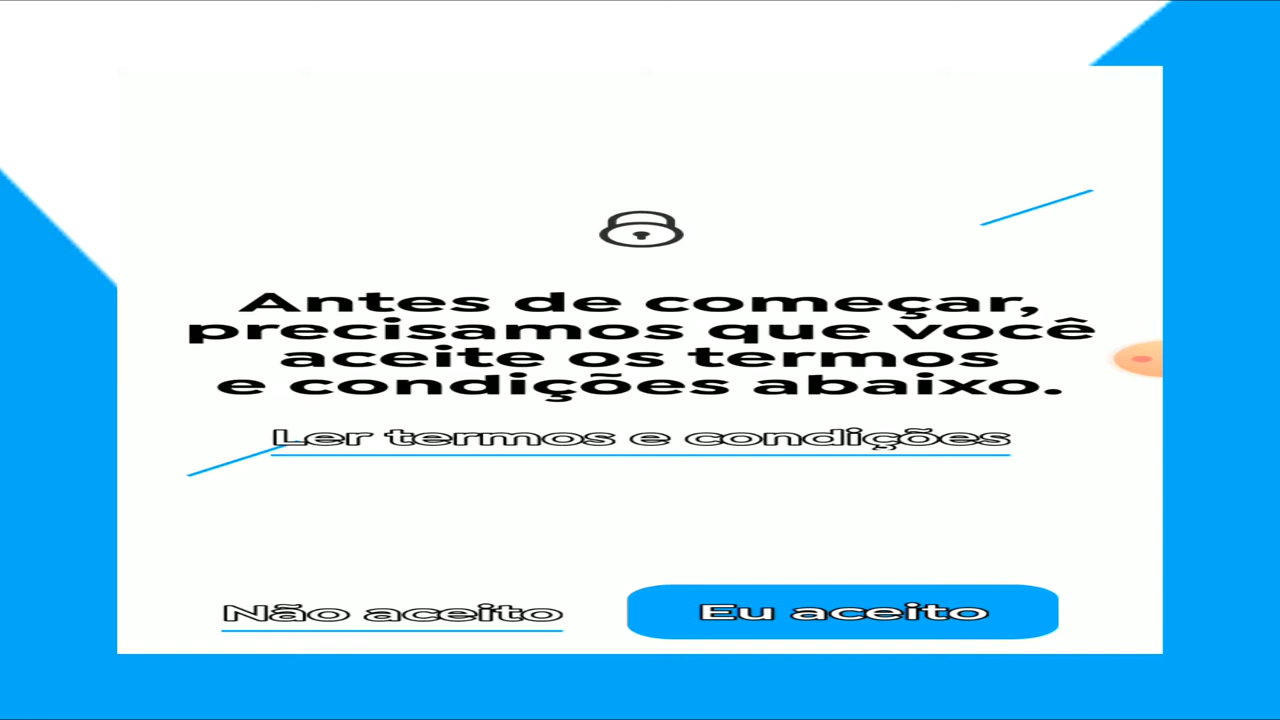 Antes de começar,
precisamos que você
aceite os termos
e condições abaixo.
Ler termos e condições
Não aceito
Eu aceito